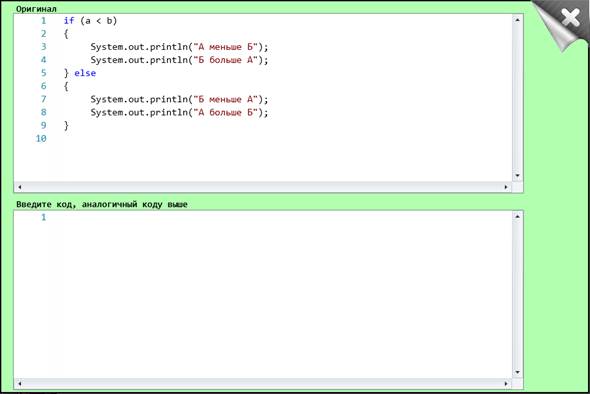 Оригинал
1 if (a < b)
2 {
3 System.out.println("А меньше Б");
4 System.out.println("Б больше А");
5 } else
6 {
7 System.out.println("Б меньше А");
8 System.out.println("А больше Б");
9 }
10
Введите код, аналогичный коду выше
1